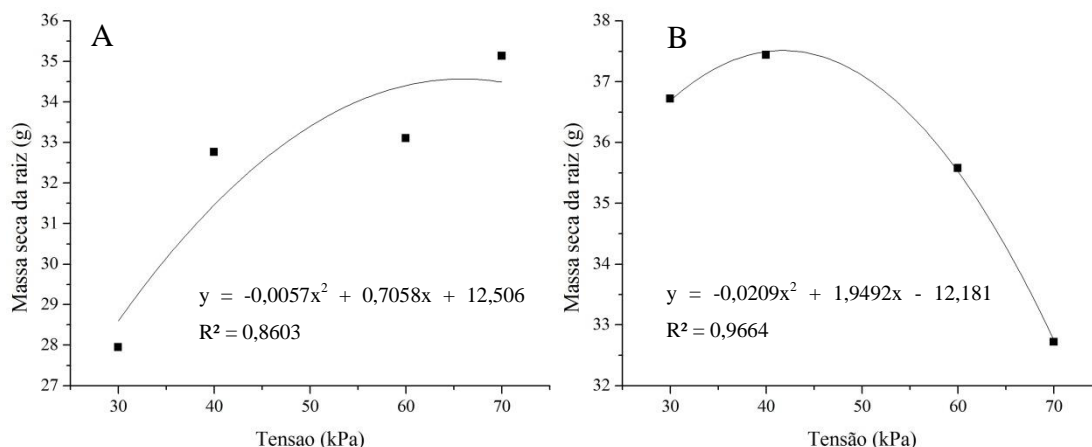 A
36
35
34
33
32
31
30
29
28
27
Massa seca da raiz (g)
y = -0,0057x² + 0,7058x + 12,506
R² = 0,8603
30 40 50 60 70
Tensao (kPa)
B
38
37
36
35
34
33
32
Massa seca da raiz (g)
y = -0,0209x² + 1,9492x - 12,181
R² = 0,9664
30 40 50 60 70
Tensão (kPa)